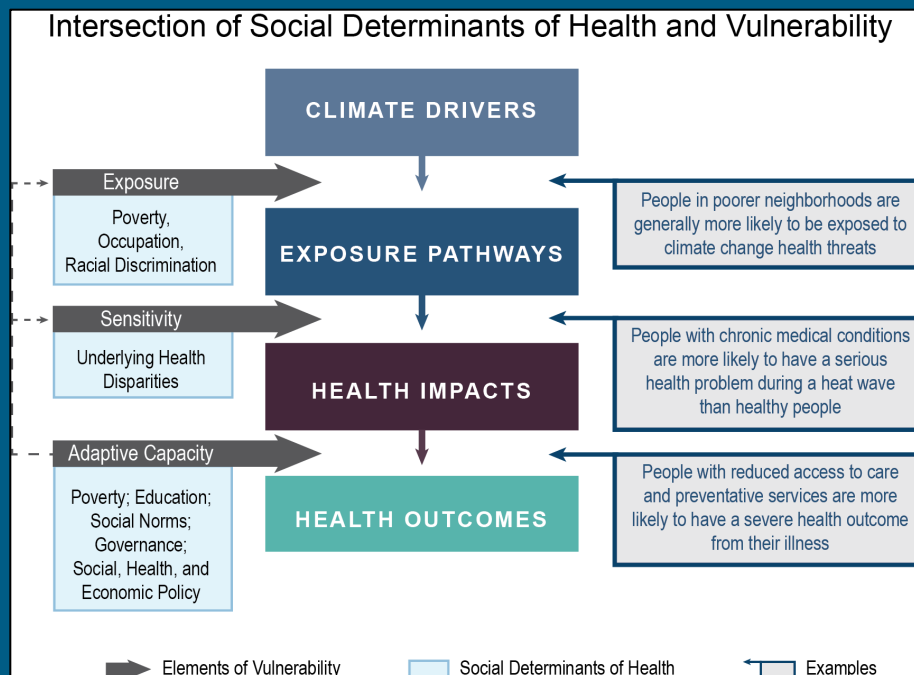 Intersection of Social Determinants of Health and Vulnerability
CLIMATE DRIVERS
Exposure
Poverty,
Occupation,
Racial Discrimination
People in poorer neighborhoods are
generally more likely to be exposed to
climate change health threats
EXPOSURE PATHWAYS
Sensitivity
Underlying Health
Disparities
People with chronic medical conditions
are more likely to have a serious
health problem during a heat wave
than healthy people
HEALTH IMPACTS
Adaptive Capacity
Poverty; Education;
Social Norms;
Governance;
Social, Health, and
Economic Policy
People with reduced access to care
and preventative services are more
likely to have a severe health outcome
from their illness
HEALTH OUTCOMES
Elements of Vulnerability
Social Determinants of Health
Examples